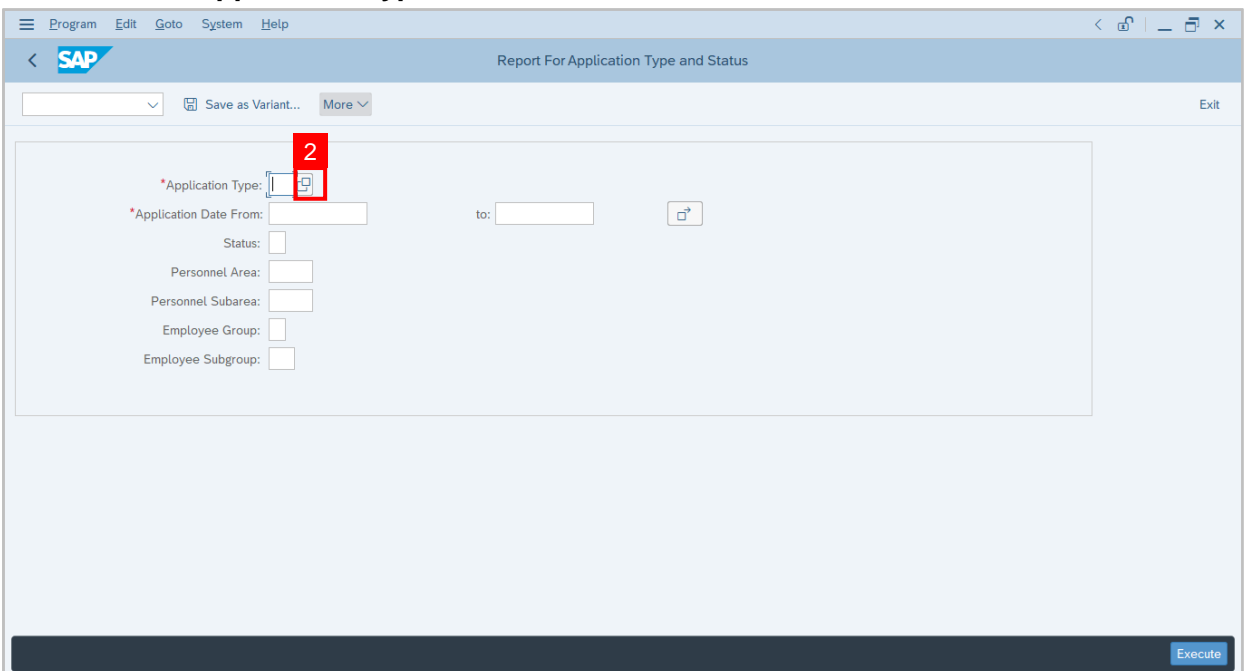 Program Edit Goto System Help
SAP Report For Application Type and Status
Save as Variant... More Exit
2
*Application Type:
*Application Date From: to:
Status:
Personnel Area:
Personnel Subarea:
Employee Group:
Employee Subgroup:
Execute